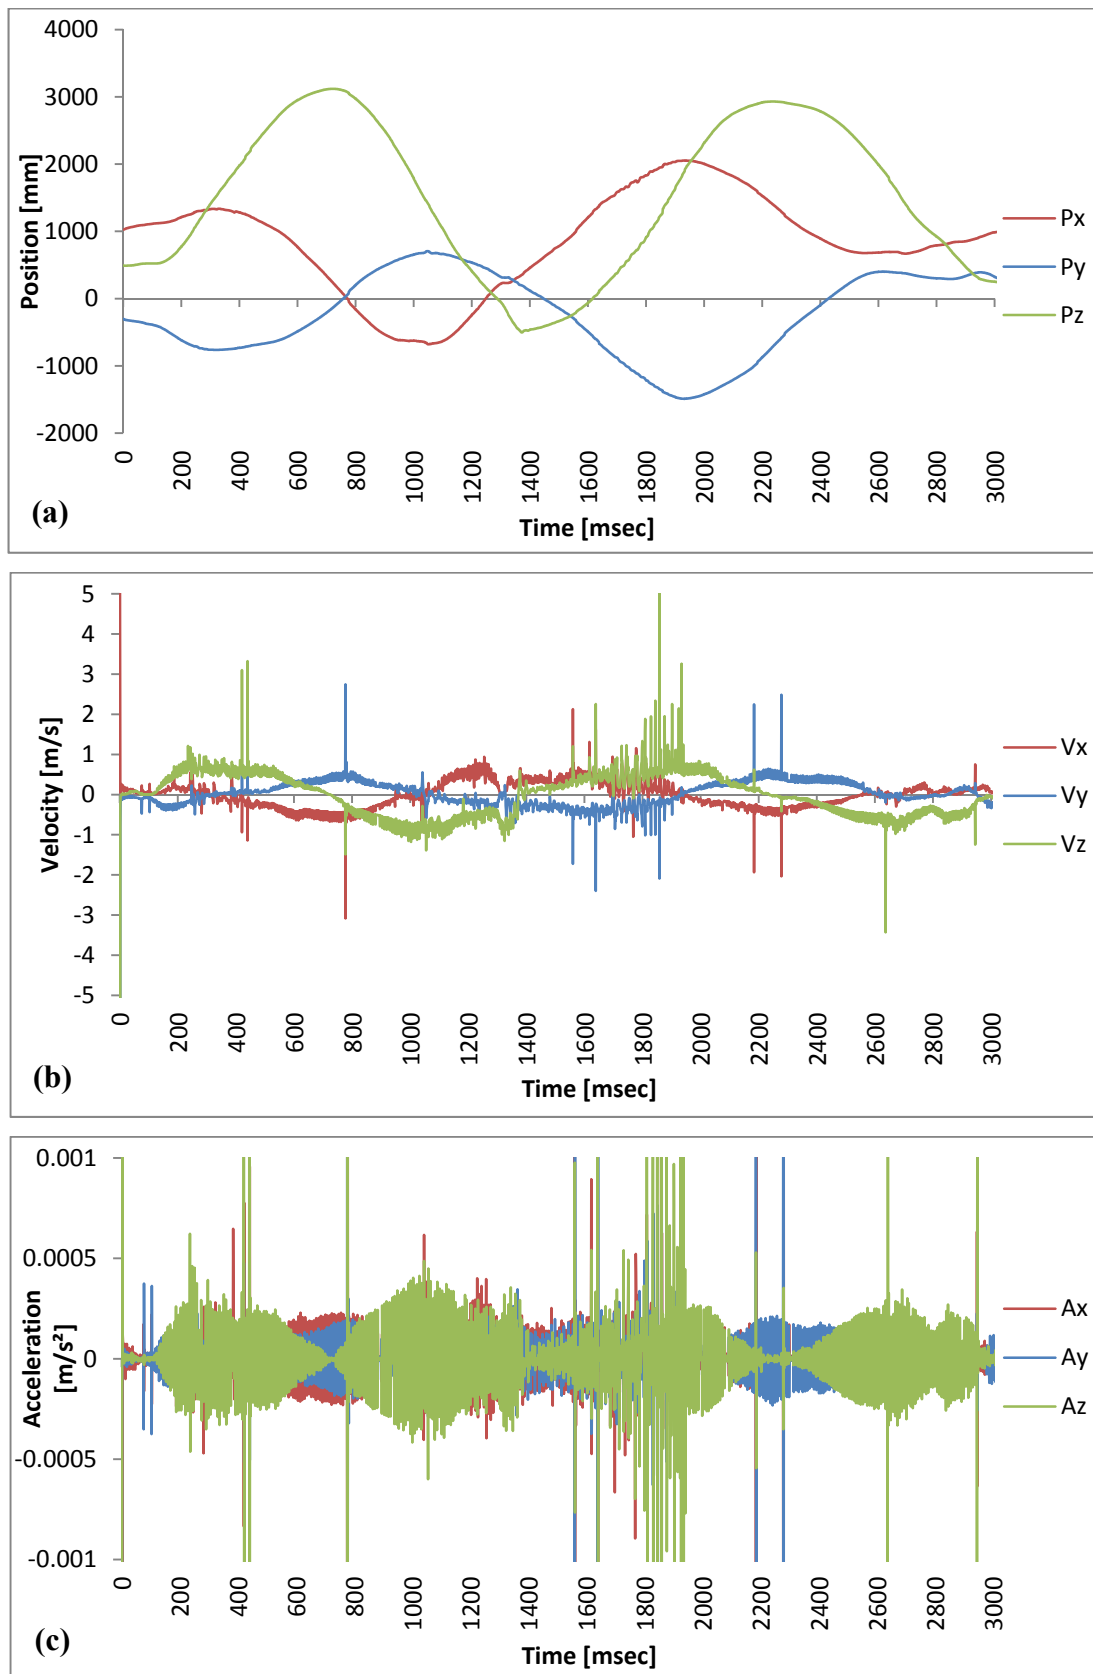 4000
3000
2000
1000
0
-1000
-2000
Position [mm]
0 200 400 600 800 1000 1200 1400 1600 1800 2000 2200 2400 2600 2800 3000
Time [msec]
Px
Py
Pz
(a)
5
4
3
2
1
0
-1
-2
-3
-4
-5
Velocity [m/s]
0 200 400 600 800 1000 1200 1400 1600 1800 2000 2200 2400 2600 2800 3000
Time [msec]
Vx
Vy
Vz
(b)
0.001
0.0005
0
-0.0005
-0.001
Acceleration
[m/s²]
0 200 400 600 800 1000 1200 1400 1600 1800 2000 2200 2400 2600 2800 3000
Time [msec]
Ax
Ay
Az
(c)